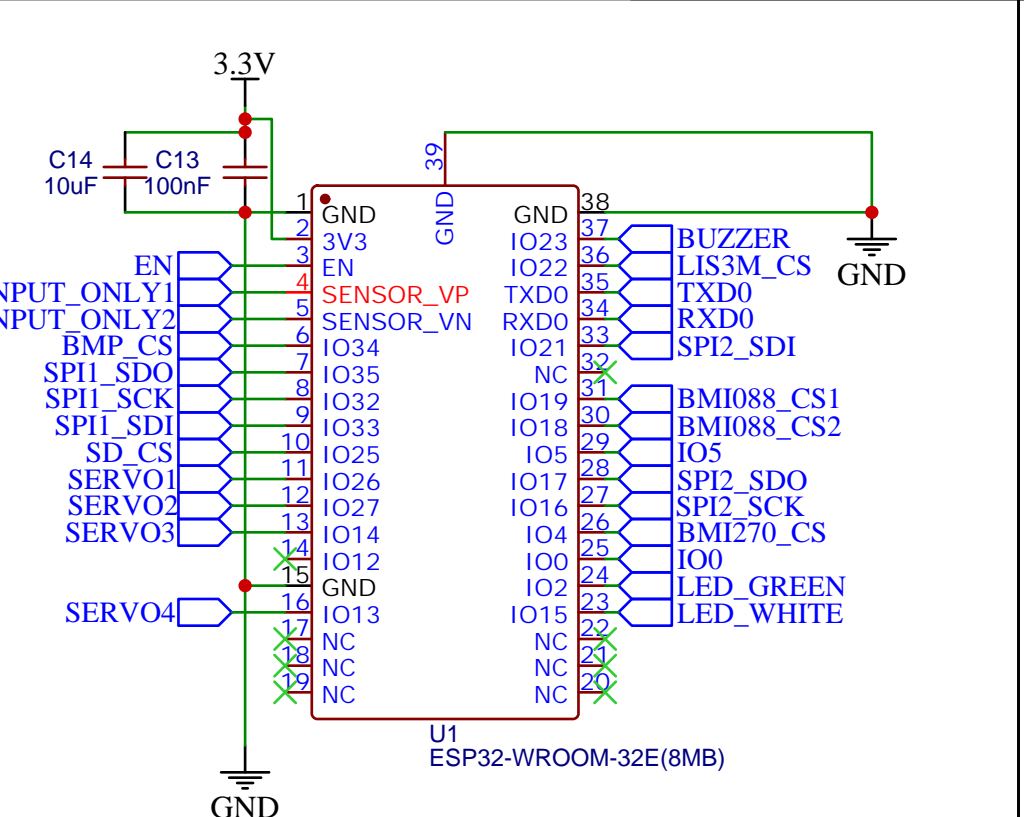 3.3V
C14
10uF
C13
100nF
39
GND
1 GND
2 3V3
EN 3 EN
NPUT_ONLY1 4 SENSOR_VP
NPUT_ONLY2 5 SENSOR_VN
BMP_CS 6 IO34
SPI1_SDO 7 IO35
SPI1_SCK 8 IO32
SPI1_SDI 9 IO33
SD_CS 10 IO25
SERVO1 11 IO26
SERVO2 12 IO27
SERVO3 13 IO14
14 IO12
15 GND
SERVO4 16 IO13
17 NC
18 NC
19 NC
GND 38
IO23 37 BUZZER
IO22 36 LIS3M_CS
TXD0 35 TXD0
RXD0 34 RXD0
IO21 33 SPI2_SDI
NC 32
IO19 31 BMI088_CS1
IO18 30 BMI088_CS2
IO5 29 IO5
IO17 28 SPI2_SDO
IO16 27 SPI2_SCK
IO4 26 BMI270_CS
IO0 25 IO0
IO2 24 LED_GREEN
IO15 23 LED_WHITE
NC 22
NC 21
NC 20
GND
U1
ESP32-WROOM-32E(8MB)
GND